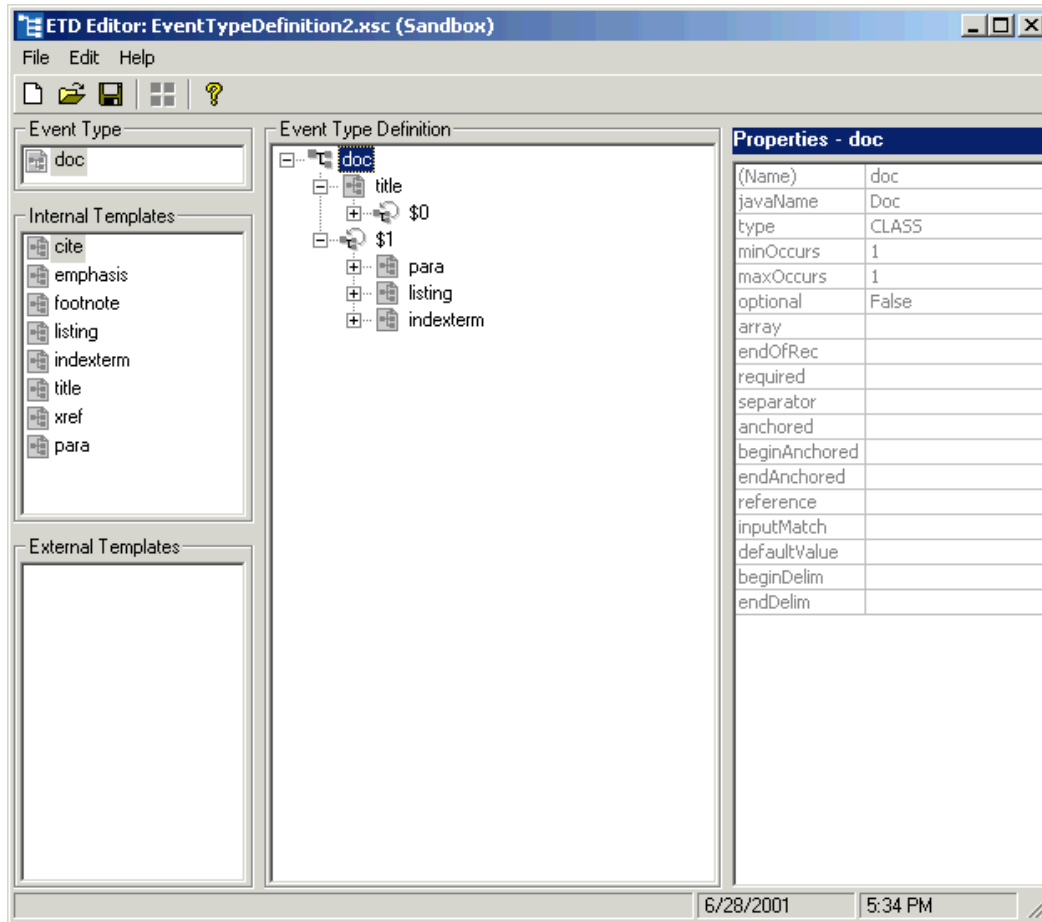 ETD Editor: EventTypeDefinition2.xsc (Sandbox)
File Edit Help
Event Type
doc
Internal Templates
cite
emphasis
footnote
listing
indexterm
title
xref
para
External Templates
Event Type Definition
doc
title
$0
$1
para
listing
indexterm
Properties - doc
(Name) doc
javaName Doc
type CLASS
minOccurs 1
maxOccurs 1
optional False
array
endOfRec
required
separator
anchored
beginAnchored
endAnchored
reference
inputMatch
defaultValue
beginDelim
endDelim
6/28/2001 5:34 PM